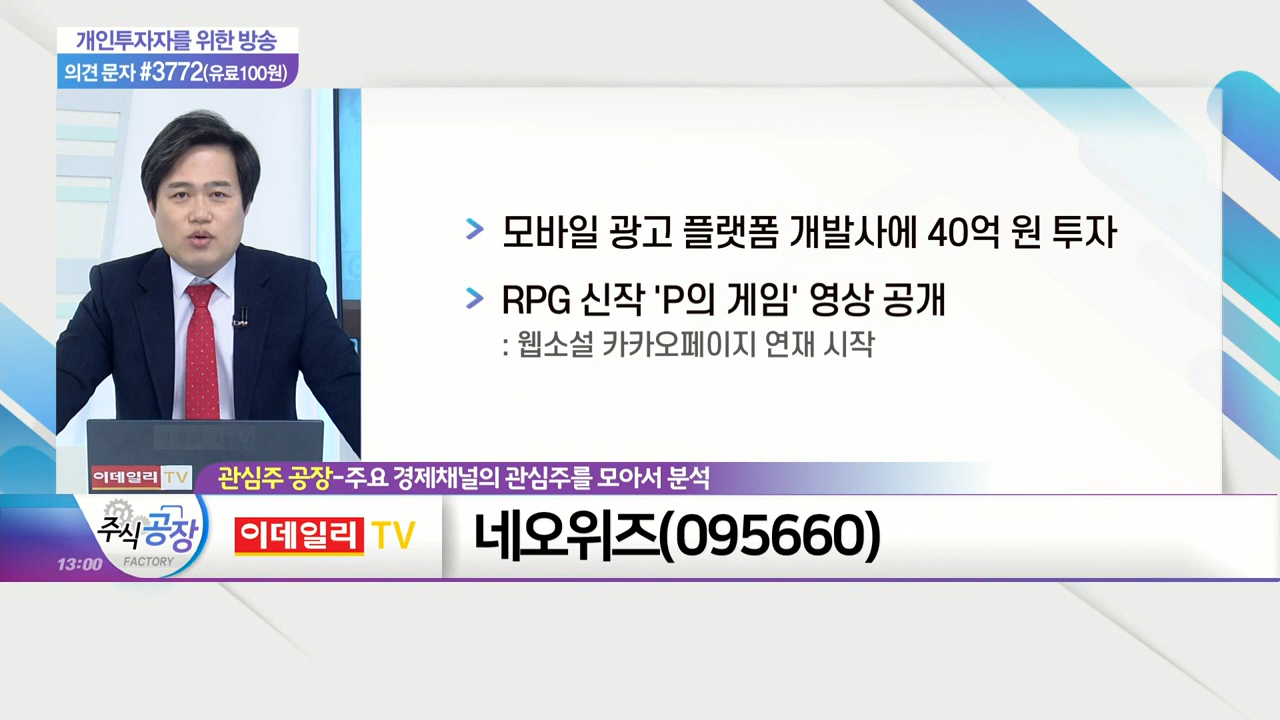 개인투자자를 위한 방송
의견 문자 #3772(유료100원)
모바일 광고 플랫폼 개발사에 40억 원 투자
RPG 신작 'P의 게임' 영상 공개
: 웹소설 카카오페이지 연재 시작
이데일리 TV
관심주 공장-주요 경제채널의 관심주를 모아서 분석
주식공장
FACTORY
13:00
이데일리 TV
네오위즈(095660)